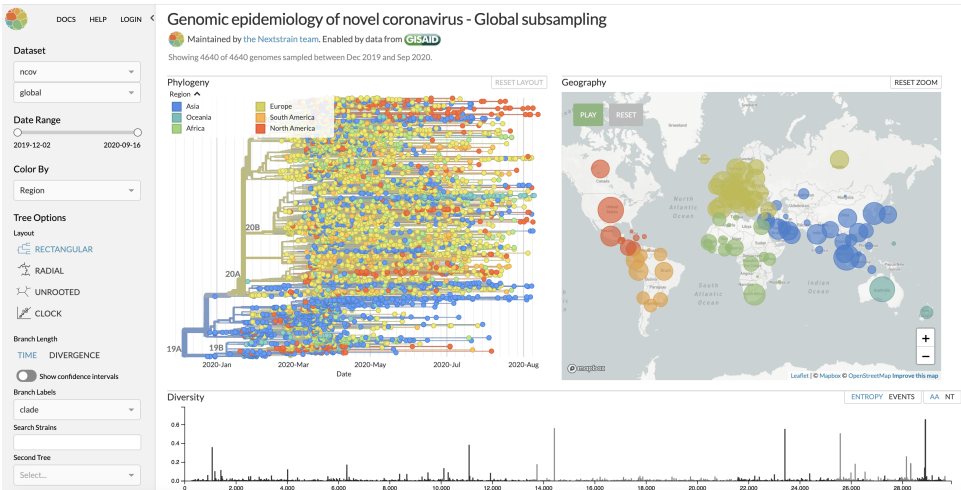 DOCS HELP LOGIN
Genomic epidemiology of novel coronavirus - Global subsampling
Maintained by the Nextstrain team. Enabled by data from GISAID
Showing 4640 of 4640 genomes sampled between Dec 2019 and Sep 2020.
Dataset
ncov
global
Date Range
2019-12-02 2020-09-16
Color By
Region
Tree Options
Layout
RECTANGULAR
RADIAL
UNROOTED
CLOCK
Branch Length
TIME DIVERGENCE
Show confidence intervals
Branch Labels
clade
Search Strains
Second Tree
Select...
Phylogeny
RESET LAYOUT
Region
Asia
Oceania
Africa
Europe
South America
North America
20B
20A
19A
19B
2020-Jan 2020-Mar 2020-May 2020-Jul 2020-Aug
Date
Geography
RESET ZOOM
PLAY RESET
Greenland
Canada
North
Atlantic
Ocean
South
Atlantic
Ocean
Indian
Ocean
+
−
mapbox
Leaflet | © Mapbox © OpenStreetMap Improve this map
Diversity
ENTROPY EVENTS
AA NT
0.6
0.4
0.2
0.0
0 2,000 4,000 6,000 8,000 10,000 12,000 14,000 16,000 18,000 20,000 22,000 24,000 26,000 28,000